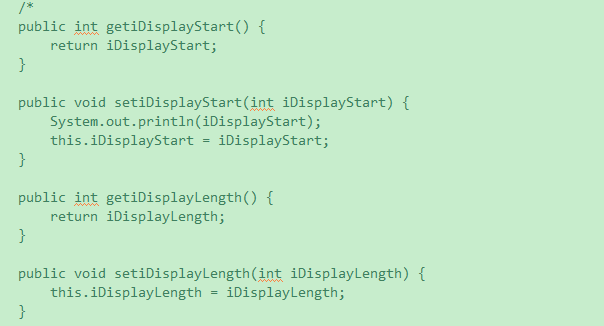 /*
public int getiDisplayStart() {
    return iDisplayStart;
}

public void setiDisplayStart(int iDisplayStart) {
    System.out.println(iDisplayStart);
    this.iDisplayStart = iDisplayStart;
}

public int getiDisplayLength() {
    return iDisplayLength;
}

public void setiDisplayLength(int iDisplayLength) {
    this.iDisplayLength = iDisplayLength;
}